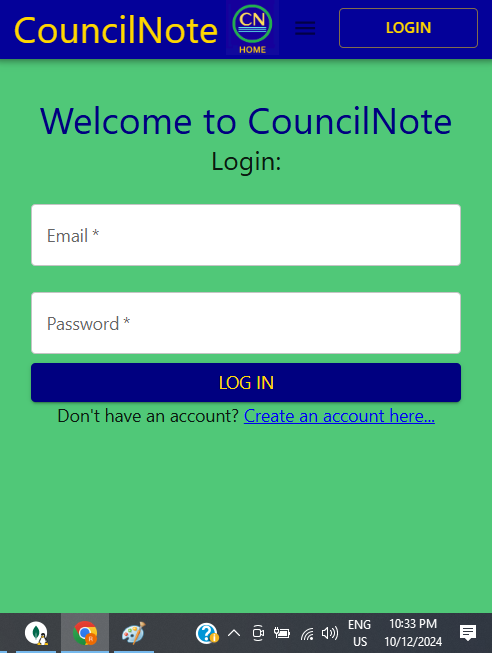 CouncilNote
CN
HOME
LOGIN
Welcome to CouncilNote
Login:
Email *
Password *
LOG IN
Don't have an account? Create an account here...
ENG
US
10:33 PM
10/12/2024